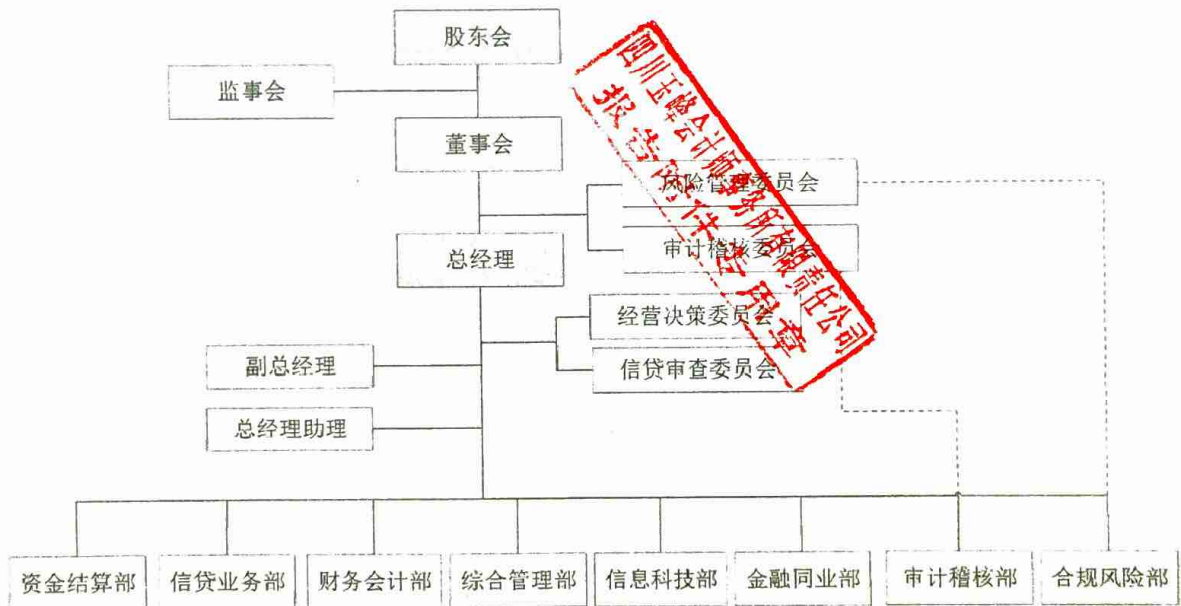 股东会
监事会
董事会
风险管理委员会
审计稽核委员会
总经理
经营决策委员会
信贷审查委员会
副总经理
总经理助理
资金结算部
信贷业务部
财务会计部
综合管理部
信息科技部
金融同业部
审计稽核部
合规风险部
四川玉峰会计师事务所有限责任公司
报告附件专用章